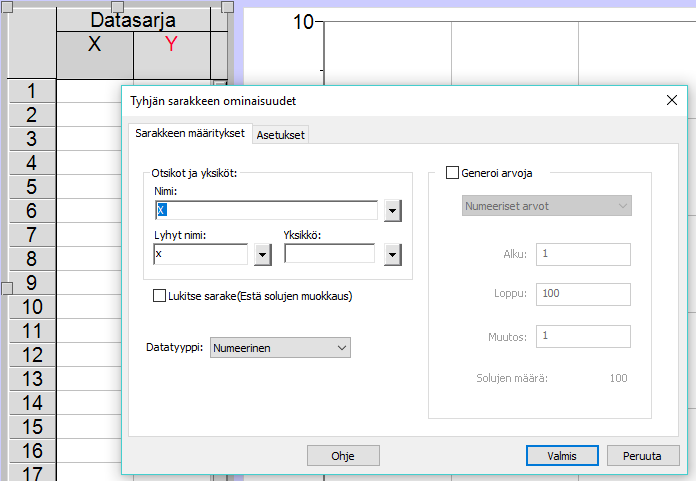 Datasarja
X Y
10
1
2
3
4
5
6
7
8
9
10
11
12
13
14
15
16
17
Tyhjän sarakkeen ominaisuudet
Sarakkeen määritykset Asetukset
Otsikot ja yksiköt:
Nimi:
X
Lyhyt nimi: Yksikkö:
x
Lukitse sarake(Estä solujen muokkaus)
Datatyyppi: Numeerinen
Generoi arvoja
Numeeriset arvot
Alku: 1
Loppu: 100
Muutos: 1
Solujen määrä: 100
Ohje Valmis Peruuta